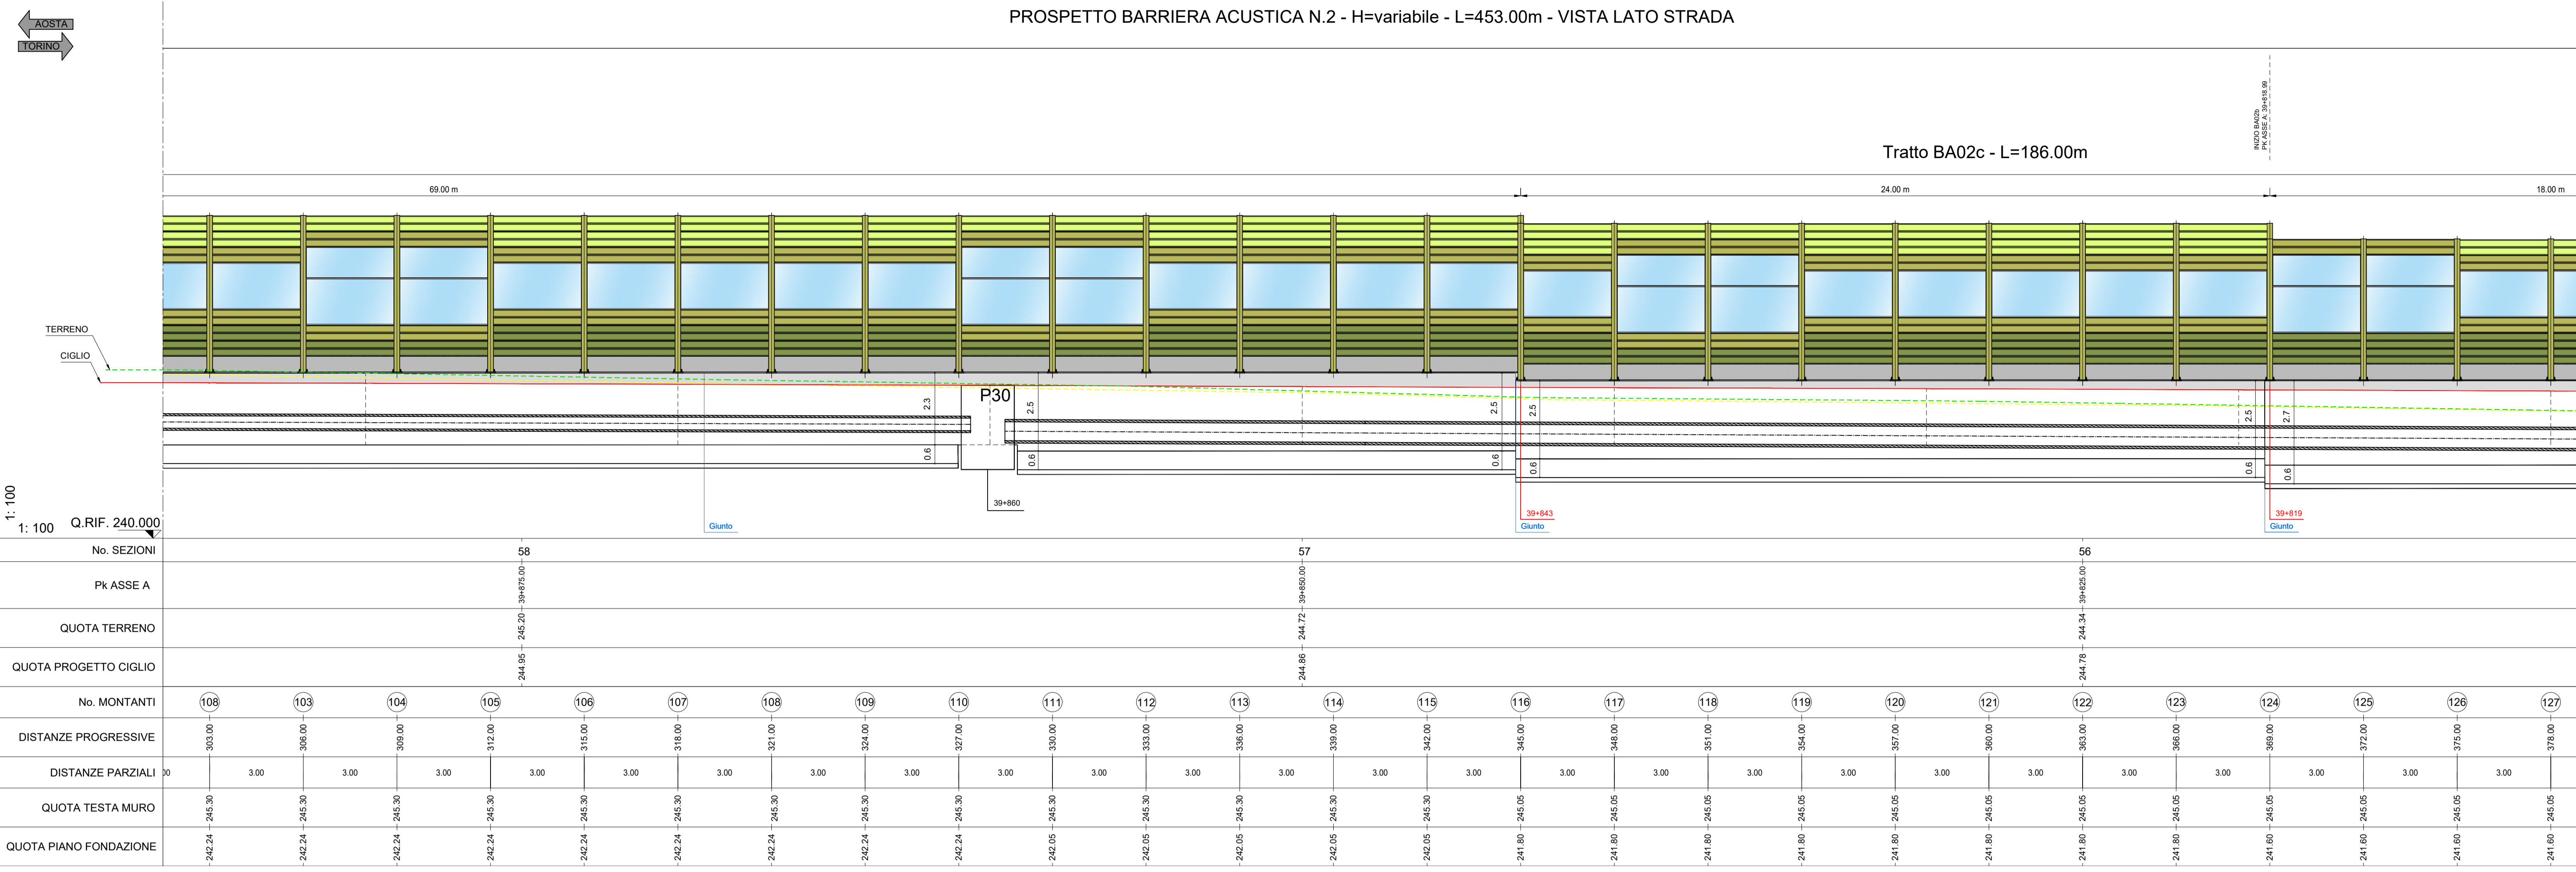 PROSPETTO BARRIERA ACUSTICA N.2 - H=variabile - L=453.00m - VISTA LATO STRADA
AOSTA
TORINO
INIZIO BA02b
PK ASSE A: 39+818.99
Tratto BA02c - L=186.00m
69.00 m 24.00 m 18.00 m
TERRENO
CIGLIO
P30
2.3 2.5 2.5 2.5 2.5 2.7
0.6 0.6 0.6 0.6 0.6 0.6
39+860
39+843 39+819
Giunto Giunto Giunto
1: 100
1: 100
Q.RIF. 240.000
No. SEZIONI 58 57 56
Pk ASSE A 39+875.00 39+850.00 39+825.00
QUOTA TERRENO 245.20 244.72 244.34
QUOTA PROGETTO CIGLIO 244.95 244.86 244.78
No. MONTANTI 108 103 104 105 106 107 108 109 110 111 112 113 114 115 116 117 118 119 120 121 122 123 124 125 126 127
DISTANZE PROGRESSIVE 303.00 306.00 309.00 312.00 315.00 318.00 321.00 324.00 327.00 330.00 333.00 336.00 339.00 342.00 345.00 348.00 351.00 354.00 357.00 360.00 363.00 366.00 369.00 372.00 375.00 378.00
DISTANZE PARZIALI 00 3.00 3.00 3.00 3.00 3.00 3.00 3.00 3.00 3.00 3.00 3.00 3.00 3.00 3.00 3.00 3.00 3.00 3.00 3.00 3.00 3.00 3.00 3.00 3.00 3.00
QUOTA TESTA MURO 245.30 245.30 245.30 245.30 245.30 245.30 245.30 245.30 245.30 245.30 245.30 245.30 245.30 245.30 245.05 245.05 245.05 245.05 245.05 245.05 245.05 245.05 245.05 245.05 245.05 245.05
QUOTA PIANO FONDAZIONE 242.24 242.24 242.24 242.24 242.24 242.24 242.24 242.24 242.24 242.05 242.05 242.05 242.05 242.05 241.80 241.80 241.80 241.80 241.80 241.80 241.80 241.80 241.60 241.60 241.60 241.60